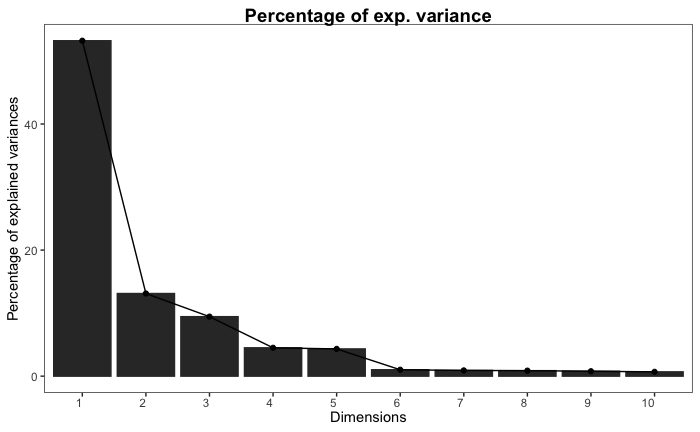 Percentage of exp. variance
Percentage of explained variances
40
20
0
1 2 3 4 5 6 7 8 9 10
Dimensions